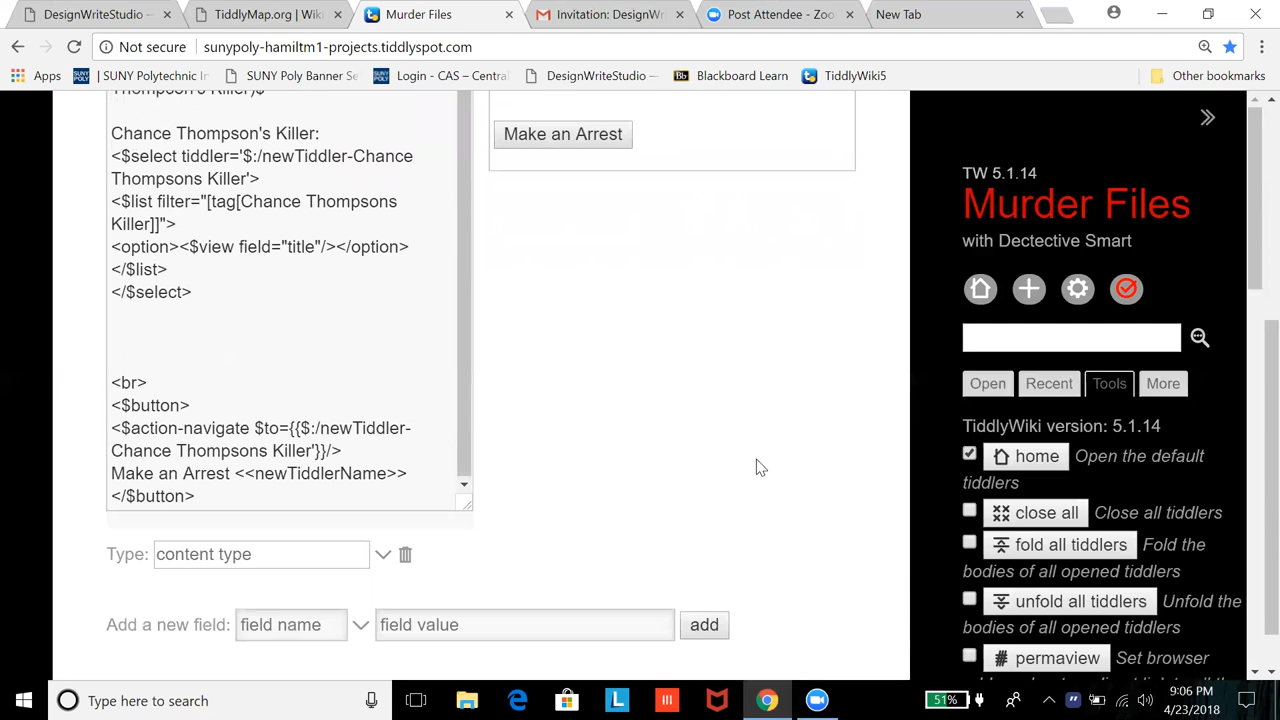 DesignWriteStudio –
TiddlyMap.org | Wiki
Murder Files
Invitation: DesignWr
Post Attendee - Zoo
New Tab
Not secure
sunypoly-hamiltm1-projects.tiddlyspot.com
Apps
| SUNY Polytechnic In
SUNY Poly Banner Se
Login - CAS – Centra
DesignWriteStudio —
Blackboard Learn
TiddlyWiki5
Other bookmarks
Thompson's Killer)$
Chance Thompson's Killer:
<$select tiddler='$:/newTiddler-Chance
Thompsons Killer'>
<$list filter="[tag[Chance Thompsons
Killer]]">
<option><$view field="title"/></option>
</$list>
</$select>
<br>
<$button>
<$action-navigate $to={{$:/newTiddler-
Chance Thompsons Killer'}}/>
Make an Arrest <<newTiddlerName>>
</$button>
Make an Arrest
Type:
content type
Add a new field:
field name
field value
add
TW 5.1.14
Murder Files
with Dectective Smart
Open
Recent
Tools
More
TiddlyWiki version: 5.1.14
home Open the default
tiddlers
close all Close all tiddlers
fold all tiddlers Fold the
bodies of all opened tiddlers
unfold all tiddlers Unfold the
bodies of all opened tiddlers
permaview Set browser
Type here to search
51%
9:06 PM
4/23/2018